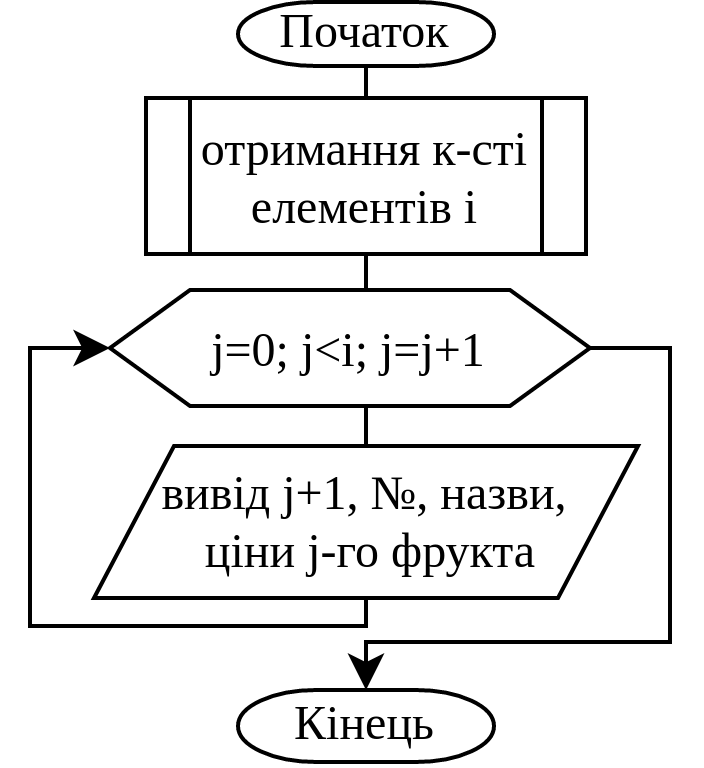 Початок
отримання к-сті
елементів і
j=0; j<i; j=j+1
вивід j+1, №, назви,
ціни j-го фрукта
Кінець